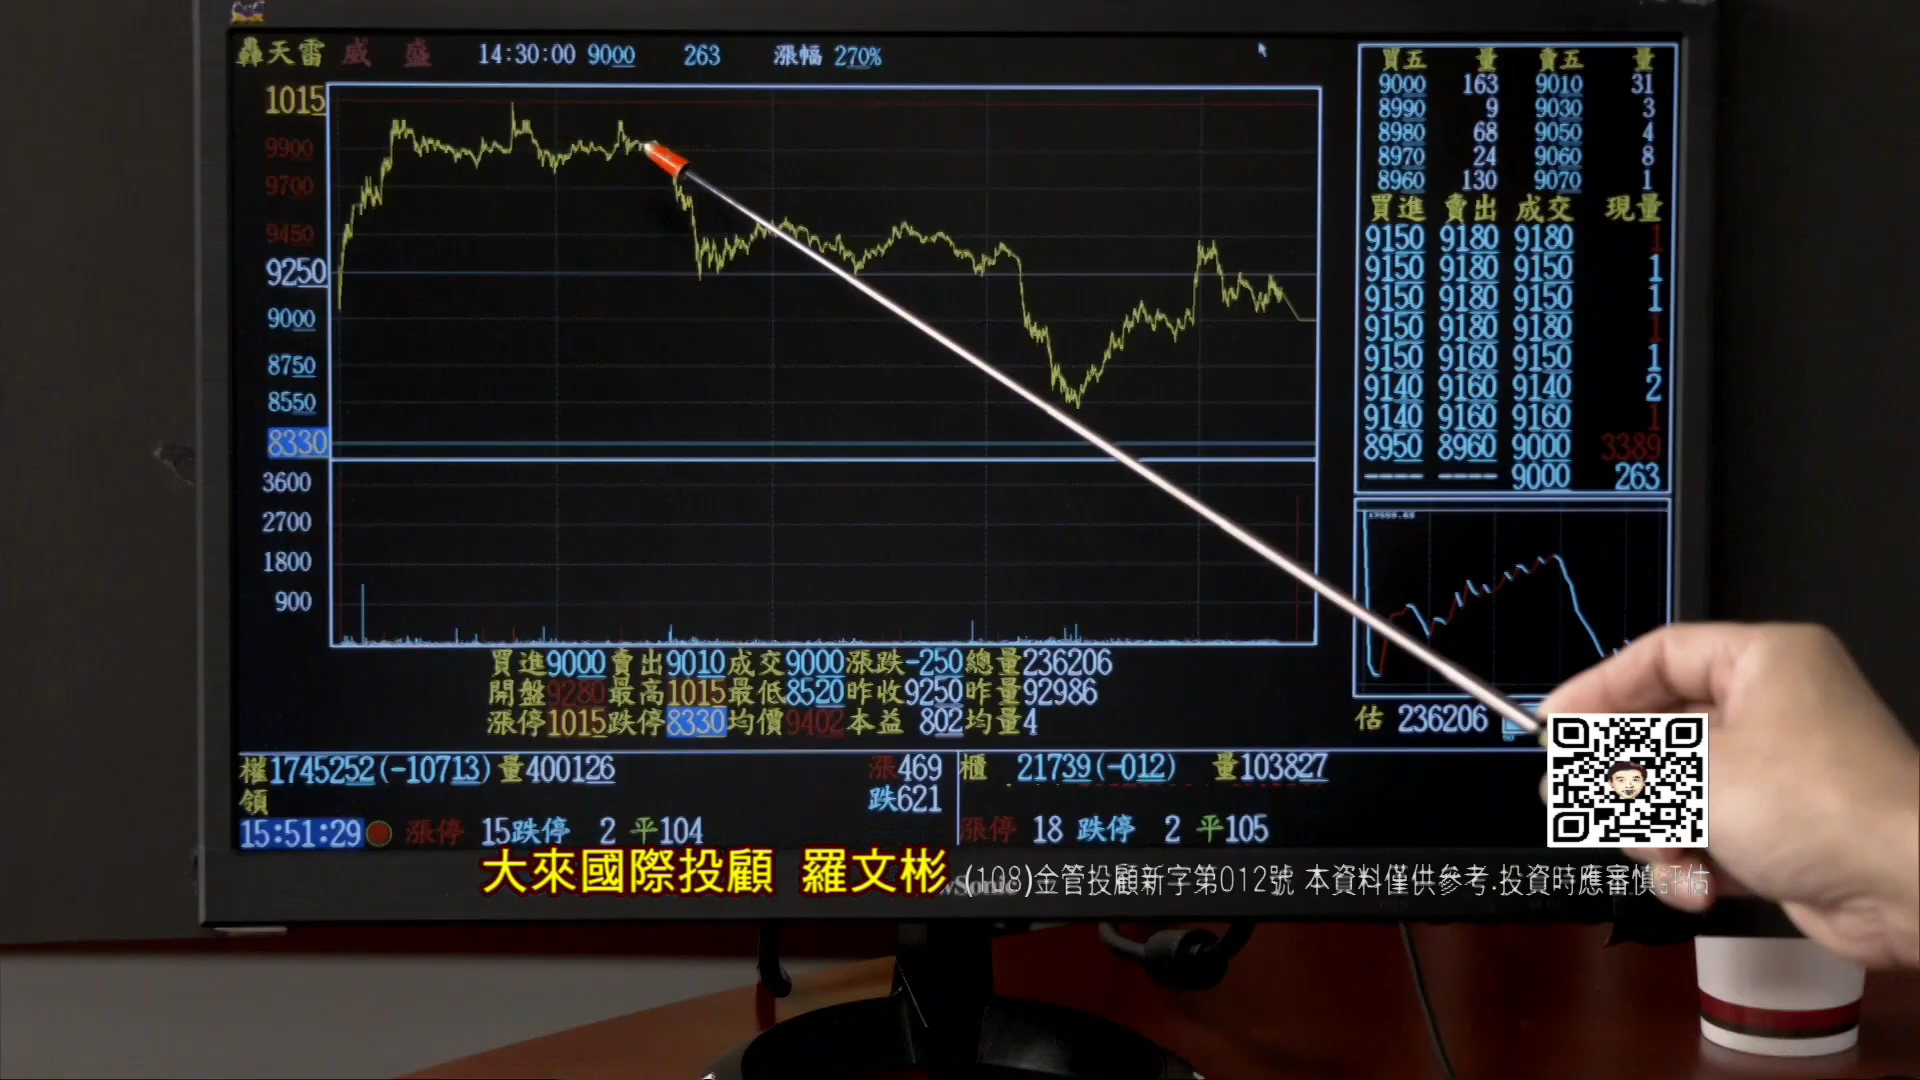 轟天雷 威 盛 14:30:00 9000 263 漲幅 270%
1015
9900
9700
9450
9250
9000
8750
8550
8330
3600
2700
1800
900
買五 量 賣五 量
9000 163 9010 31
8990 9 9030 3
8980 68 9050 4
8970 24 9060 8
8960 130 9070 1
買進 賣出 成交 現量
9150 9180 9180 1
9150 9180 9150 1
9150 9180 9150 1
9150 9180 9180 1
9150 9160 9150 1
9140 9160 9140 2
9140 9160 9160 1
8950 8960 9000 3389
---- ---- 9000 263
買進9000賣出9010成交9000漲跌-250總量236206
開盤9280最高1015最低8520昨收9250昨量92986
漲停1015跌停8330均價9402本益 802均量4
估 236206
權1745252(-10713)量400126 漲469
櫃 21739(-012) 量103827
領 跌621
15:51:29 漲停 15跌停 2 平104
漲停 18 跌停 2 平105
大來國際投顧 羅文彬 (108)金管投顧新字第012號 本資料僅供參考.投資時應審慎評估